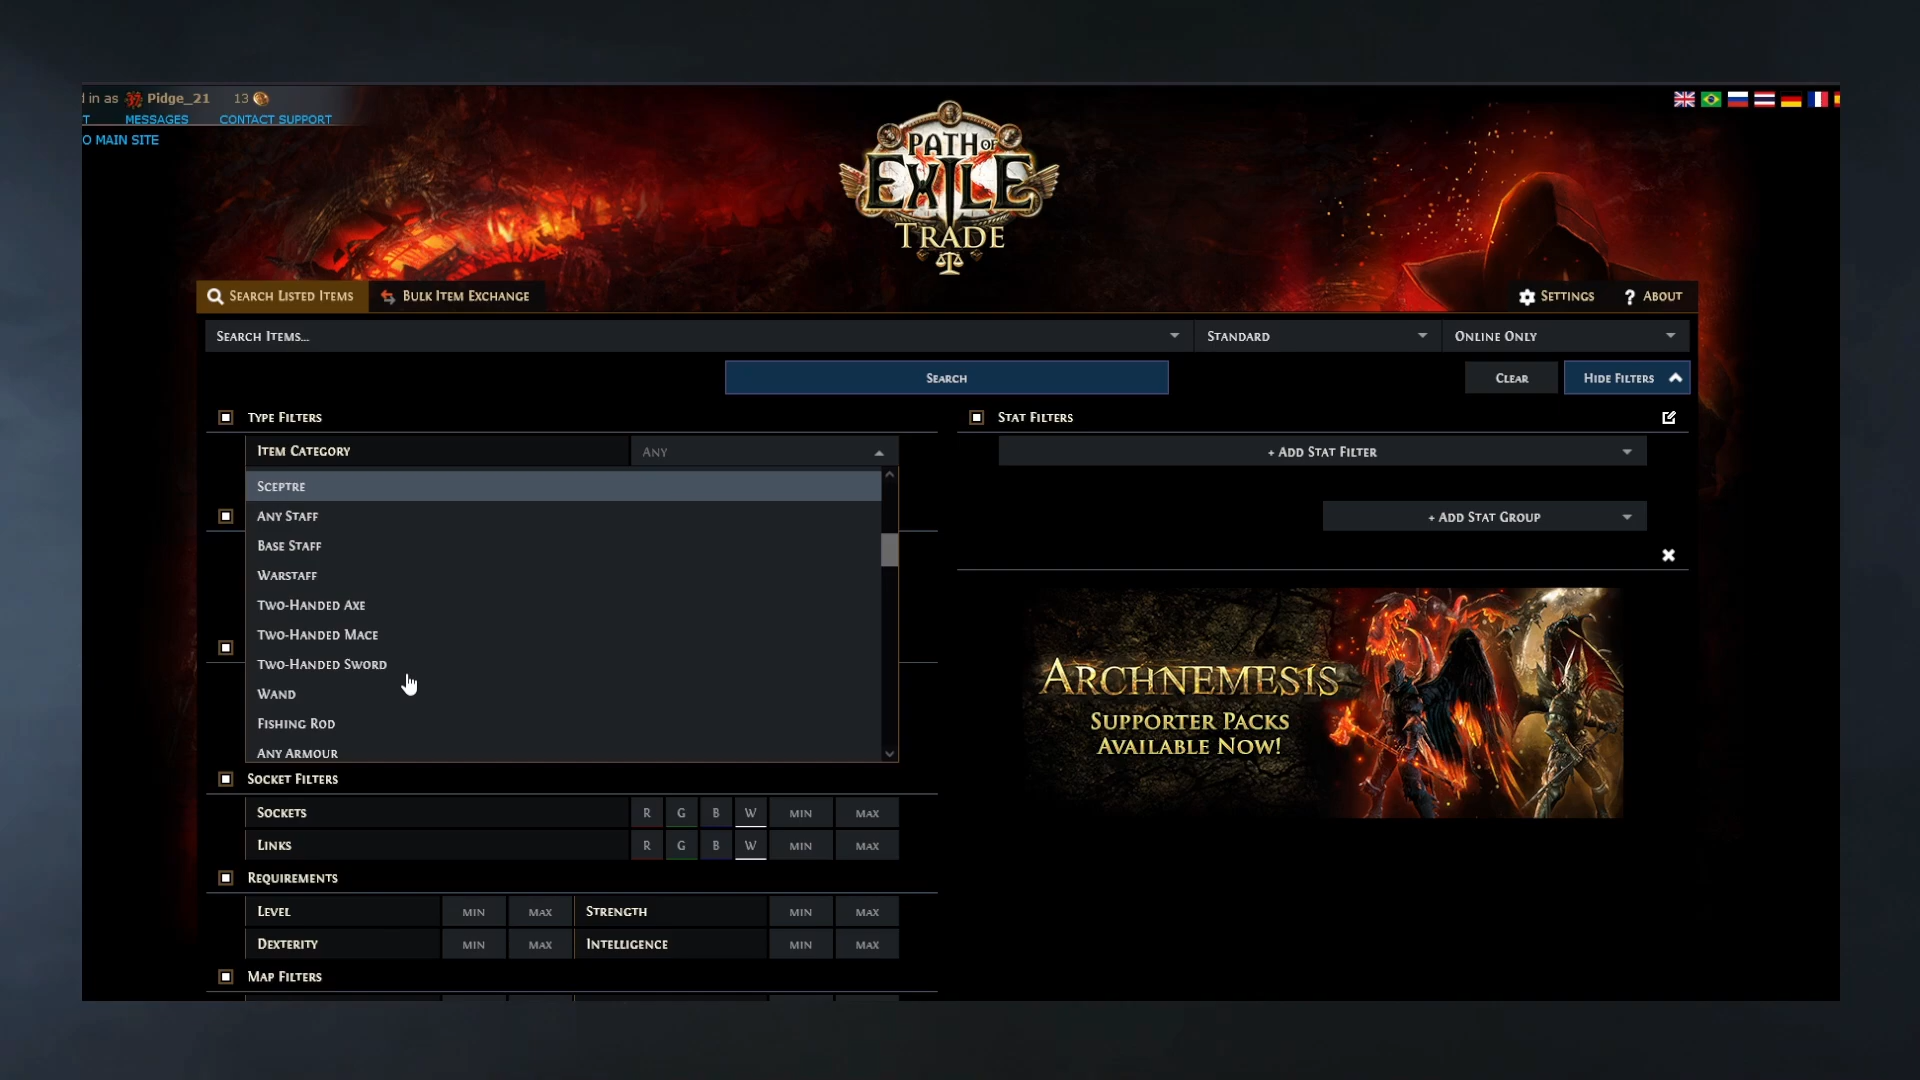 d in as Pidge_21 13
T MESSAGES CONTACT SUPPORT
O MAIN SITE
PATH OF
EXILE
TRADE
SEARCH LISTED ITEMS BULK ITEM EXCHANGE SETTINGS ? ABOUT
SEARCH ITEMS... STANDARD ONLINE ONLY
SEARCH CLEAR HIDE FILTERS
TYPE FILTERS STAT FILTERS
ITEM CATEGORY ANY + ADD STAT FILTER
SCEPTRE
ANY STAFF + ADD STAT GROUP
BASE STAFF
WARSTAFF
TWO-HANDED AXE
TWO-HANDED MACE
TWO-HANDED SWORD
WAND
FISHING ROD
ANY ARMOUR
ARCHNEMESIS
SUPPORTER PACKS
AVAILABLE NOW!
SOCKET FILTERS
SOCKETS R G B W MIN MAX
LINKS R G B W MIN MAX
REQUIREMENTS
LEVEL MIN MAX STRENGTH MIN MAX
DEXTERITY MIN MAX INTELLIGENCE MIN MAX
MAP FILTERS